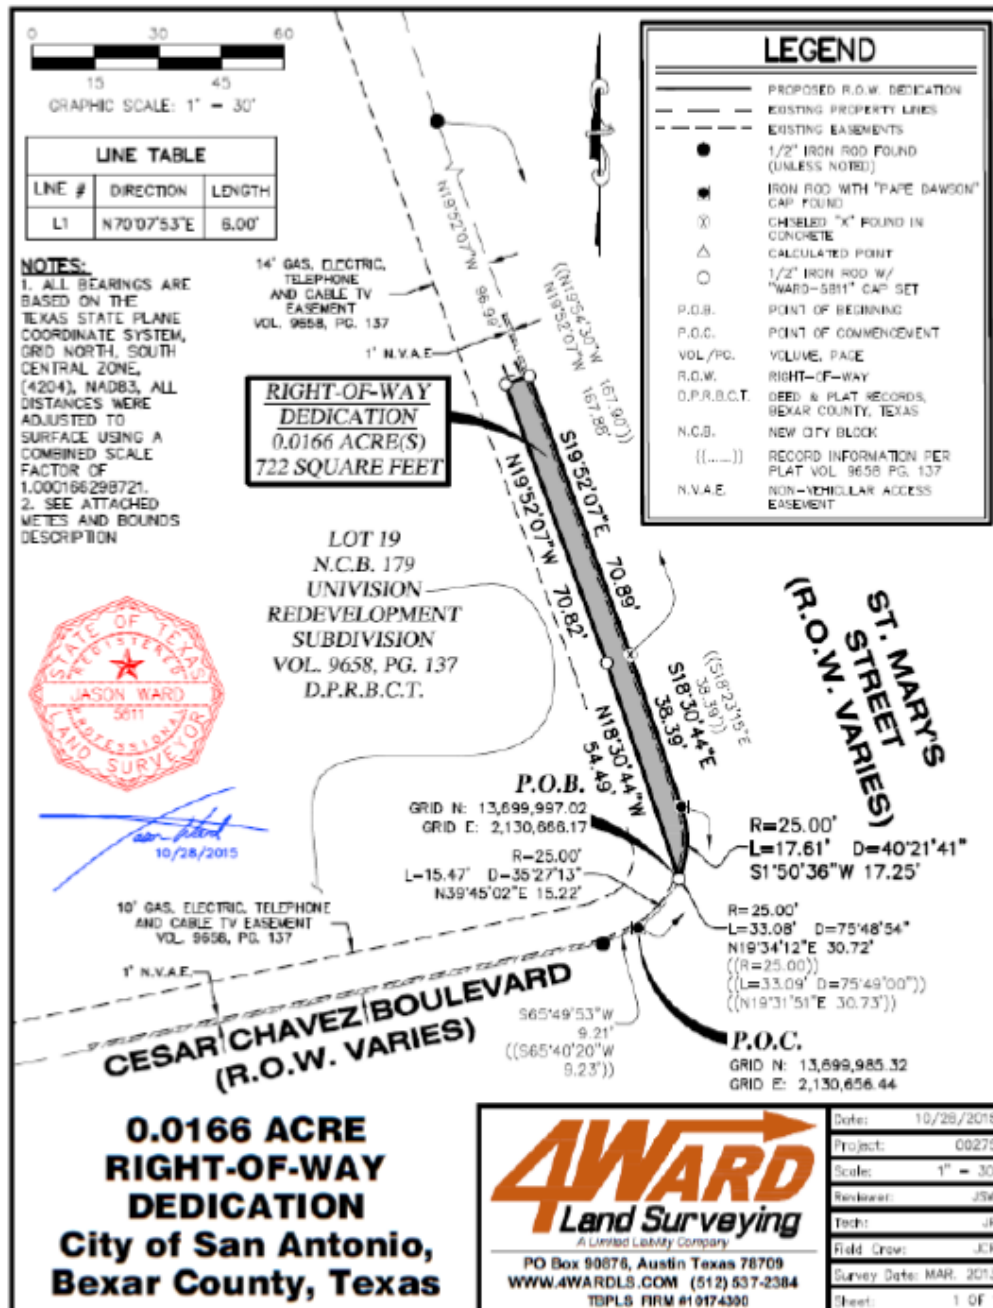 0 30 60
15 45
GRAPHIC SCALE: 1" = 30'
LINE TABLE
LINE # DIRECTION LENGTH
L1 N70°07'53"E 6.00'
NOTES:
1. ALL BEARINGS ARE
BASED ON THE
TEXAS STATE PLANE
COORDINATE SYSTEM,
GRID NORTH, SOUTH
CENTRAL ZONE,
(4204), NAD83, ALL
DISTANCES WERE
ADJUSTED TO
SURFACE USING A
COMBINED SCALE
FACTOR OF
1.000166298721.
2. SEE ATTACHED
METES AND BOUNDS
DESCRIPTION
LEGEND
PROPOSED R.O.W. DEDICATION
EXISTING PROPERTY LINES
EXISTING EASEMENTS
1/2" IRON ROD FOUND
(UNLESS NOTED)
IRON ROD WITH "PAPE DAWSON"
CAP FOUND
CHISELED "X" FOUND IN
CONCRETE
CALCULATED POINT
1/2" IRON ROD W/
"WARD-5811" CAP SET
P.O.B. POINT OF BEGINNING
P.O.C. POINT OF COMMENCEMENT
VOL./PG. VOLUME, PAGE
R.O.W. RIGHT-OF-WAY
D.P.R.B.C.T. DEED & PLAT RECORDS,
BEXAR COUNTY, TEXAS
N.C.B. NEW CITY BLOCK
((......)) RECORD INFORMATION PER
PLAT VOL 9658 PG. 137
N.V.A.E. NON-VEHICULAR ACCESS
EASEMENT
N19°52'07"W
96.99'
14' GAS, ELECTRIC,
TELEPHONE
AND CABLE TV
EASEMENT
VOL. 9658, PG. 137
1' N.V.A.E.
((N19°54'30"W 167.90'))
N19°52'07"W 167.88'
RIGHT-OF-WAY
DEDICATION
0.0166 ACRE(S)
722 SQUARE FEET
S19°52'07"E 70.89'
N19°52'07"W 70.82'
LOT 19
N.C.B. 179
UNIVISION
REDEVELOPMENT
SUBDIVISION
VOL. 9658, PG. 137
D.P.R.B.C.T.
STATE OF TEXAS
REGISTERED
JASON WARD
5811
PROFESSIONAL
LAND SURVEYOR
10/28/2015
ST. MARY'S
STREET
(R.O.W. VARIES)
((S18°23'15"E
38.39'))
S18°30'44"E
38.39'
N18°30'44"W
54.49'
P.O.B.
GRID N: 13,699,997.02
GRID E: 2,130,666.17
R=25.00'
L=15.47' D=35°27'13"
N39°45'02"E 15.22'
R=25.00'
L=17.61' D=40°21'41"
S1°50'36"W 17.25'
R=25.00'
L=33.08' D=75°48'54"
N19°34'12"E 30.72'
((R=25.00))
((L=33.09' D=75°49'00"))
((N19°31'51"E 30.73'))
10' GAS, ELECTRIC, TELEPHONE
AND CABLE TV EASEMENT
VOL. 9658, PG. 137
1' N.V.A.E.
CESAR CHAVEZ BOULEVARD
(R.O.W. VARIES)
S65°49'53"W
9.21'
((S65°40'20"W
9.23'))
P.O.C.
GRID N: 13,699,985.32
GRID E: 2,130,656.44
0.0166 ACRE
RIGHT-OF-WAY
DEDICATION
City of San Antonio,
Bexar County, Texas
4WARD
Land Surveying
A Limited Liability Company
PO Box 90876, Austin Texas 78709
WWW.4WARDLS.COM (512) 537-2384
TBPLS FIRM #10174300
Date: 10/28/2015
Project: 00275
Scale: 1" = 30
Reviewer: JSW
Tech:
Field Crew:
Survey Date: MAR. 2013
Sheet: 1 OF